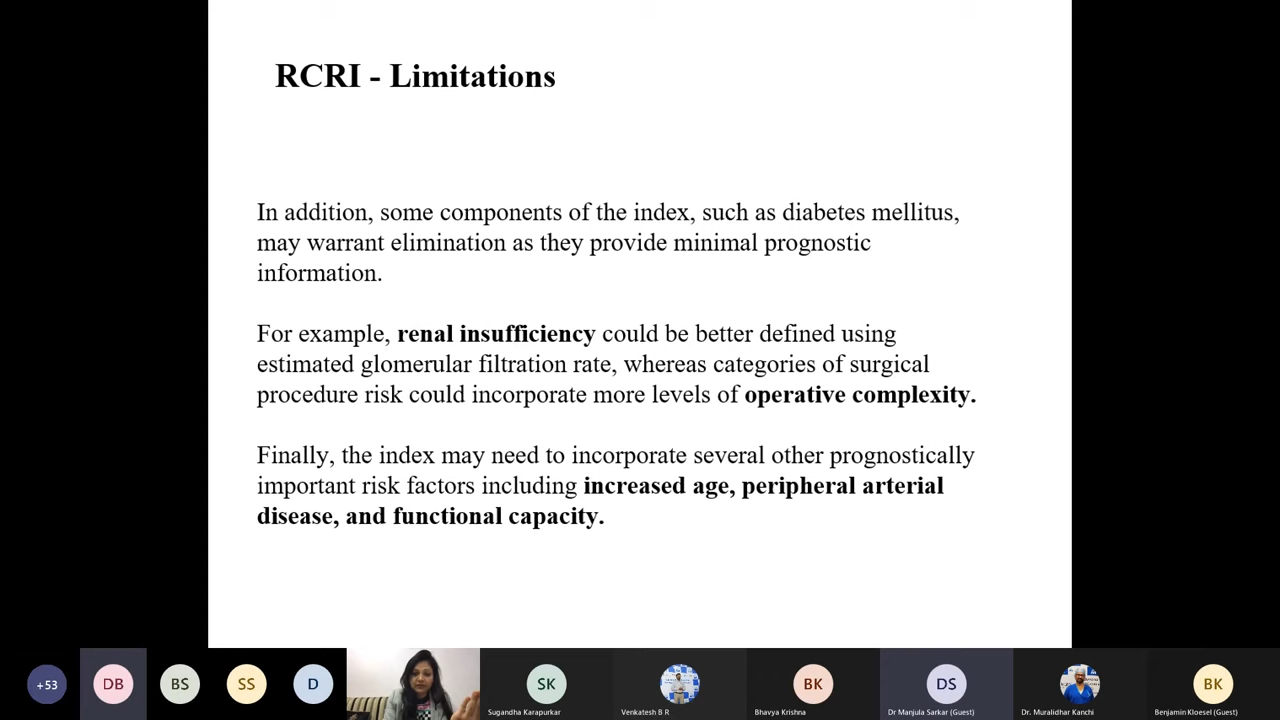 RCRI - Limitations
In addition, some components of the index, such as diabetes mellitus,
may warrant elimination as they provide minimal prognostic
information.
For example, renal insufficiency could be better defined using
estimated glomerular filtration rate, whereas categories of surgical
procedure risk could incorporate more levels of operative complexity.
Finally, the index may need to incorporate several other prognostically
important risk factors including increased age, peripheral arterial
disease, and functional capacity.
+53
DB
BS
SS
D
SK
Sugandha Karapurkar
Venkatesh B R
BK
Bhavya Krishna
DS
Dr Manjula Sarkar (Guest)
Dr. Muralidhar Kanchi
BK
Benjamin Kloesel (Guest)